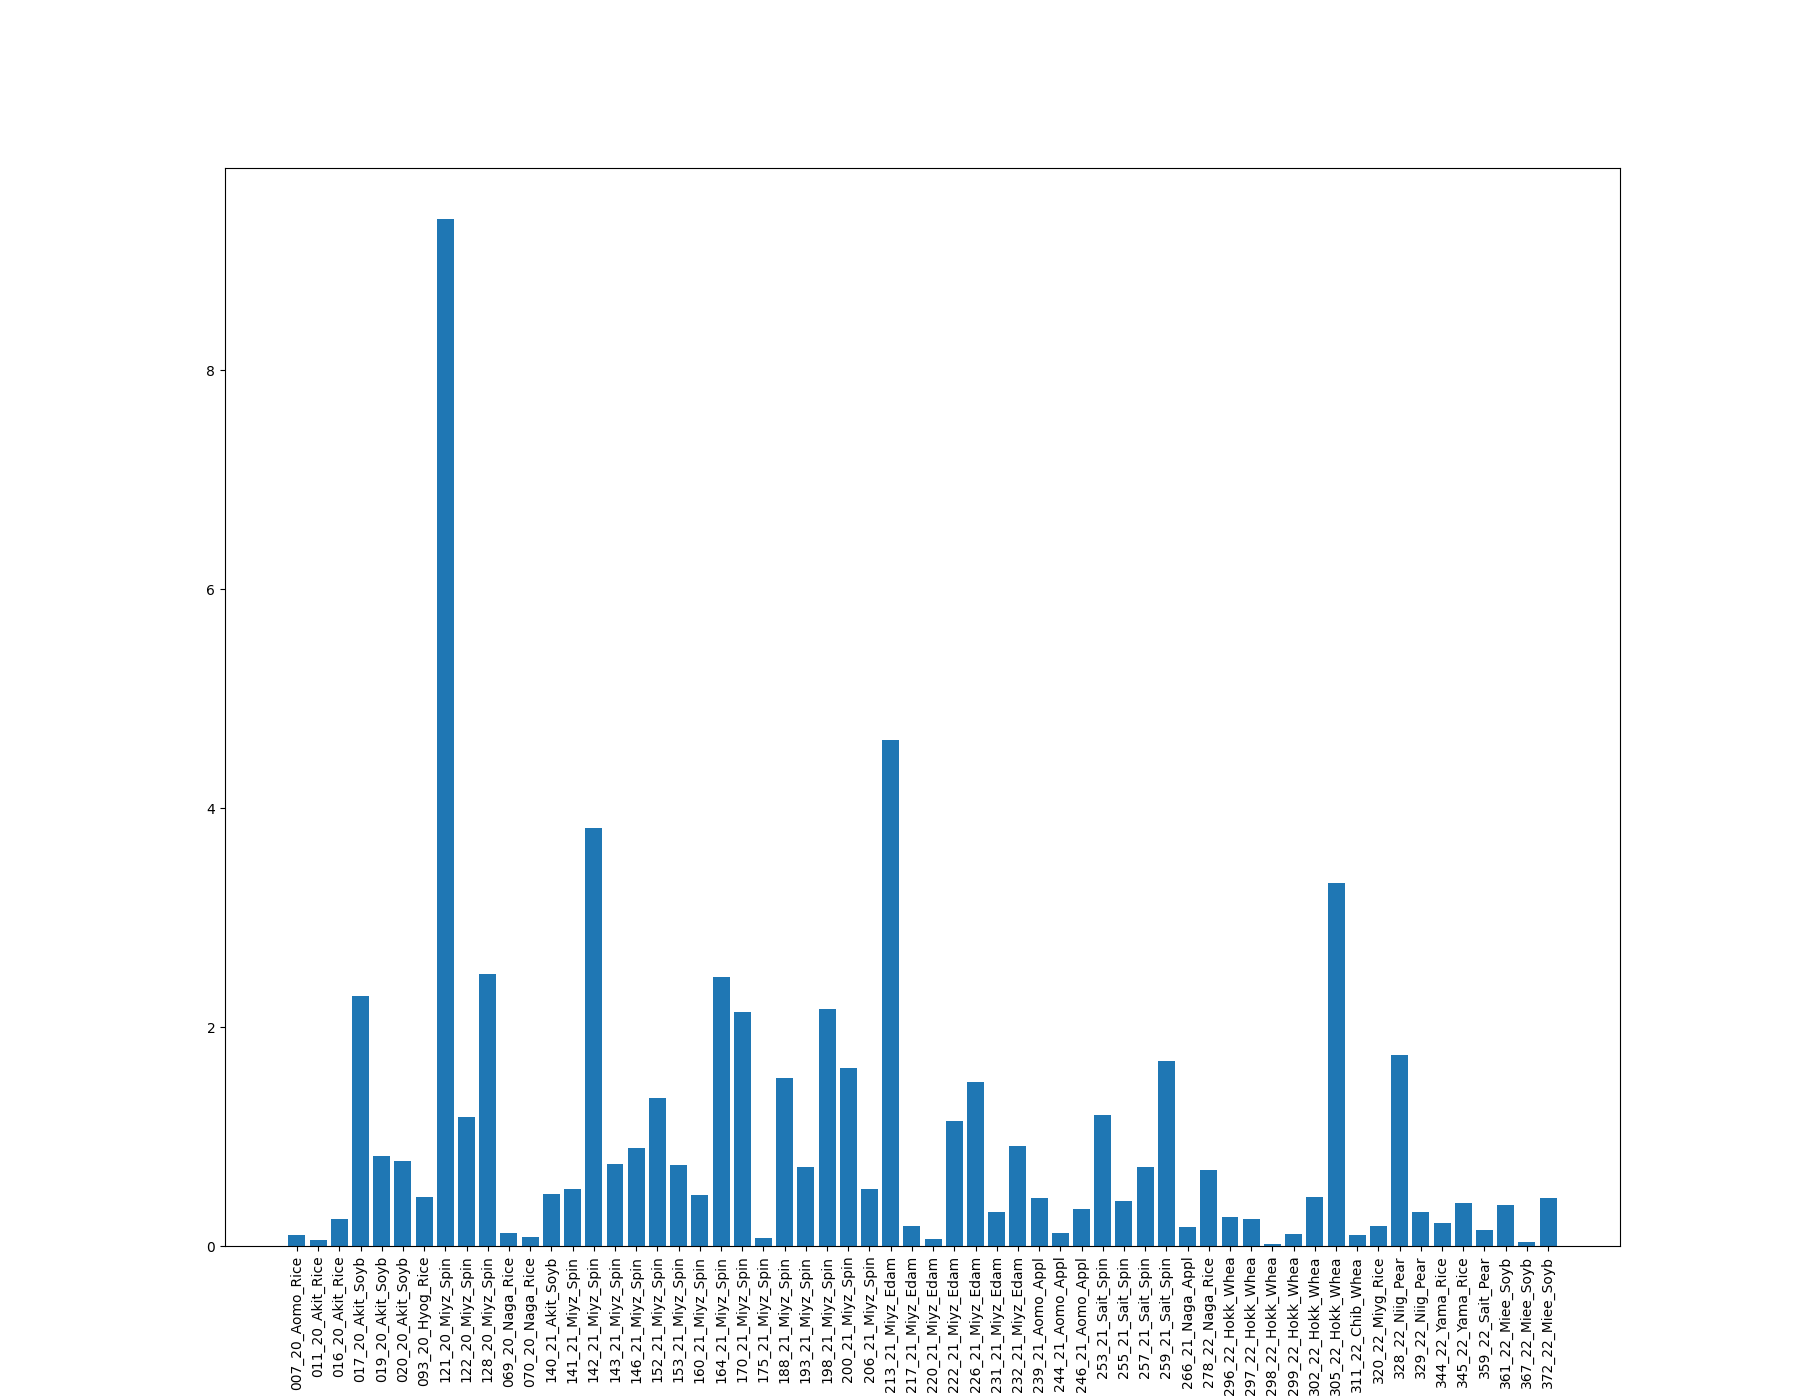 8
6
4
2
0
007_20_Aomo_Rice
011_20_Akit_Rice
016_20_Akit_Rice
017_20_Akit_Soyb
019_20_Akit_Soyb
020_20_Akit_Soyb
093_20_Hyog_Rice
121_20_Miyz_Spin
122_20_Miyz_Spin
128_20_Miyz_Spin
069_20_Naga_Rice
070_20_Naga_Rice
140_21_Akit_Soyb
141_21_Miyz_Spin
142_21_Miyz_Spin
143_21_Miyz_Spin
146_21_Miyz_Spin
152_21_Miyz_Spin
153_21_Miyz_Spin
160_21_Miyz_Spin
164_21_Miyz_Spin
170_21_Miyz_Spin
175_21_Miyz_Spin
188_21_Miyz_Spin
193_21_Miyz_Spin
198_21_Miyz_Spin
200_21_Miyz_Spin
206_21_Miyz_Spin
213_21_Miyz_Edam
217_21_Miyz_Edam
220_21_Miyz_Edam
222_21_Miyz_Edam
226_21_Miyz_Edam
231_21_Miyz_Edam
232_21_Miyz_Edam
239_21_Aomo_Appl
244_21_Aomo_Appl
246_21_Aomo_Appl
253_21_Sait_Spin
255_21_Sait_Spin
257_21_Sait_Spin
259_21_Sait_Spin
266_21_Naga_Appl
278_22_Naga_Rice
296_22_Hokk_Whea
297_22_Hokk_Whea
298_22_Hokk_Whea
299_22_Hokk_Whea
302_22_Hokk_Whea
305_22_Hokk_Whea
311_22_Chib_Whea
320_22_Miyg_Rice
328_22_Niig_Pear
329_22_Niig_Pear
344_22_Yama_Rice
345_22_Yama_Rice
359_22_Sait_Pear
361_22_Miee_Soyb
367_22_Miee_Soyb
372_22_Miee_Soyb